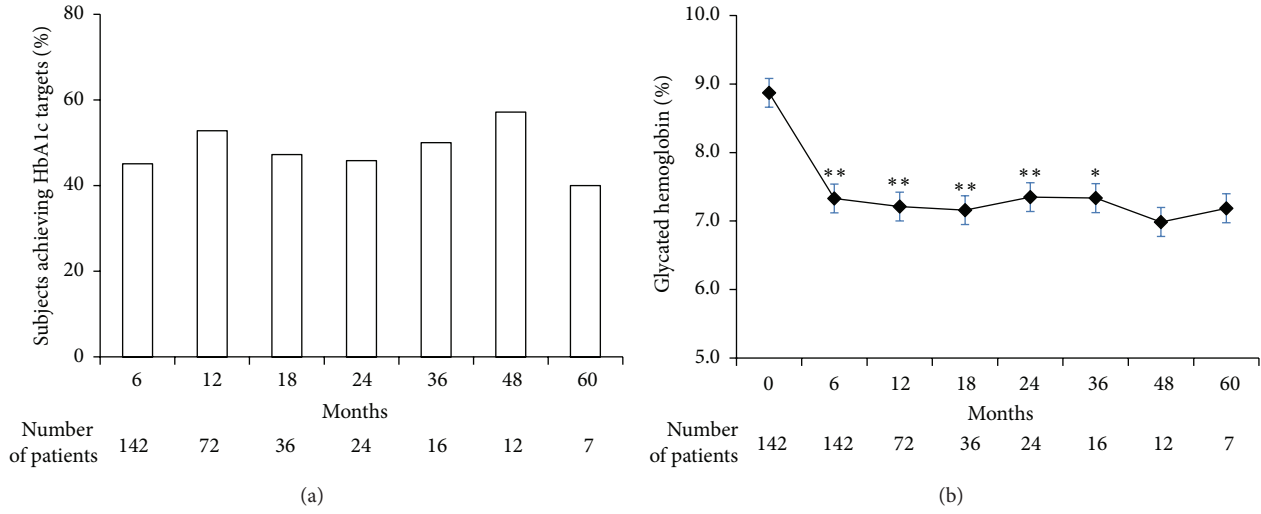 80
60
40
20
0
Subjects achieving HbA1c targets (%)
6 12 18 24 36 48 60
Months
Number
of patients
142 72 36 24 16 12 7
(a)
10.0
9.0
8.0
7.0
6.0
5.0
Glycated hemoglobin (%)
** ** ** ** *
0 6 12 18 24 36 48 60
Months
Number
of patients
142 142 72 36 24 16 12 7
(b)